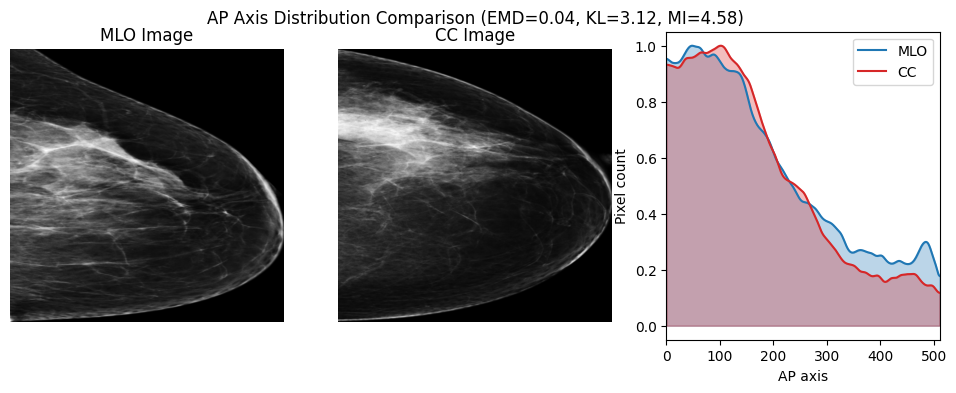 AP Axis Distribution Comparison (EMD=0.04, KL=3.12, MI=4.58)
MLO Image
CC Image
MLO
CC
Pixel count
1.0
0.8
0.6
0.4
0.2
0.0
0 100 200 300 400 500
AP axis